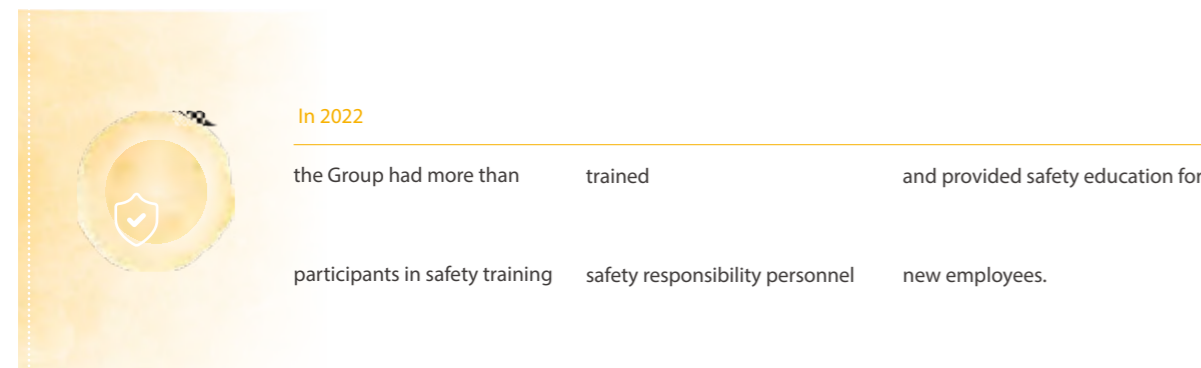 In 2022
the Group had more than
participants in safety training
trained
safety responsibility personnel
and provided safety education for
new employees.